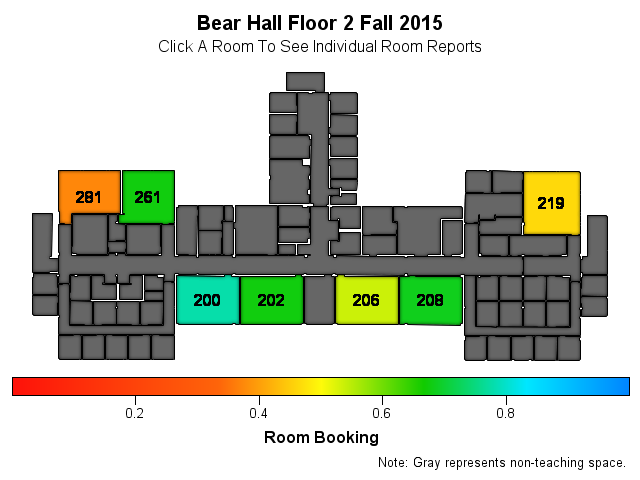 Bear Hall Floor 2 Fall 2015
Click A Room To See Individual Room Reports
281 261
219
200 202 206 208
0.2 0.4 0.6 0.8
Room Booking
Note: Gray represents non-teaching space.